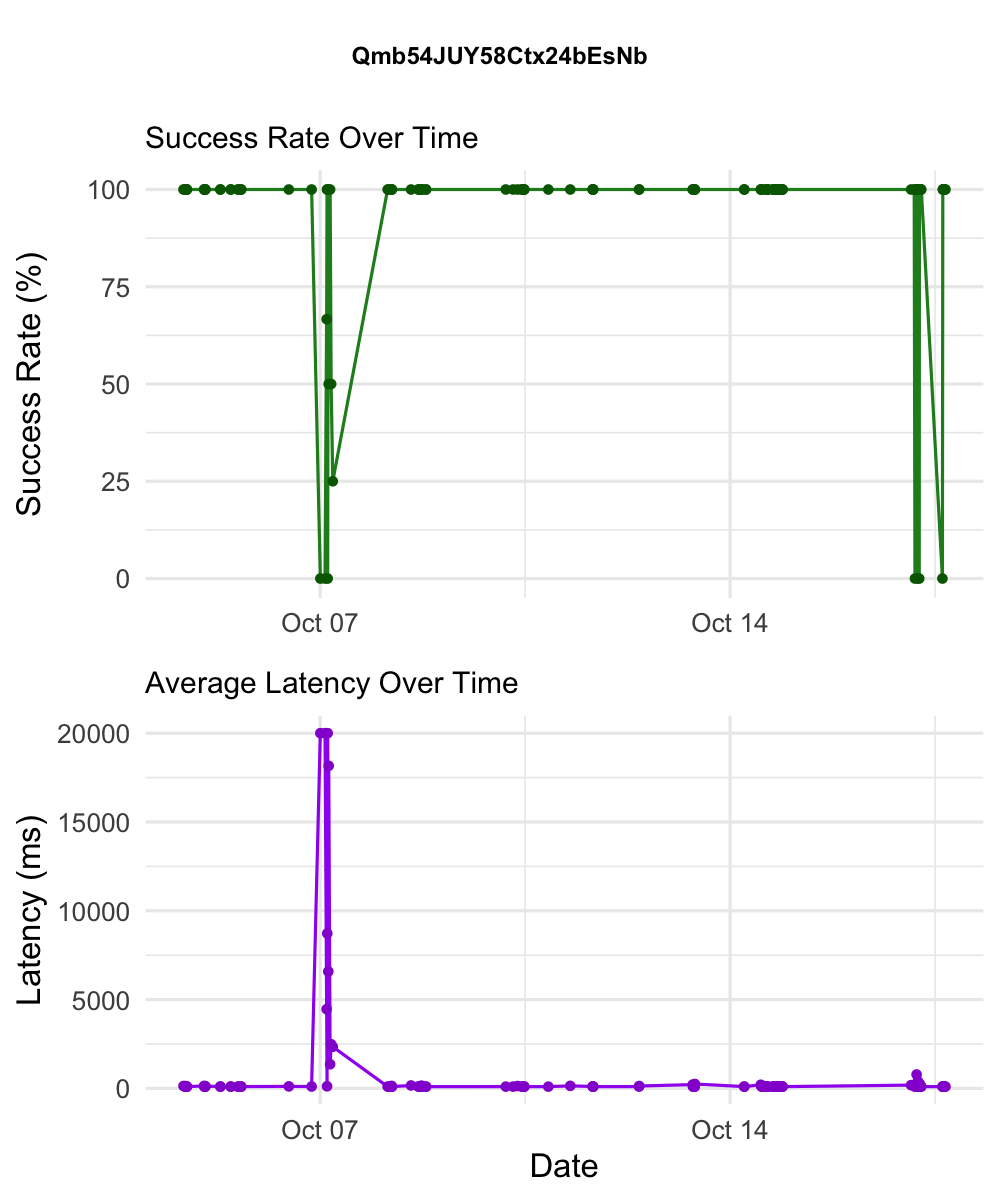 Qmb54JUY58Ctx24bEsNb
Success Rate Over Time
Success Rate (%)
100
75
50
25
0
Oct 07 Oct 14
Average Latency Over Time
Latency (ms)
20000
15000
10000
5000
0
Oct 07 Oct 14
Date